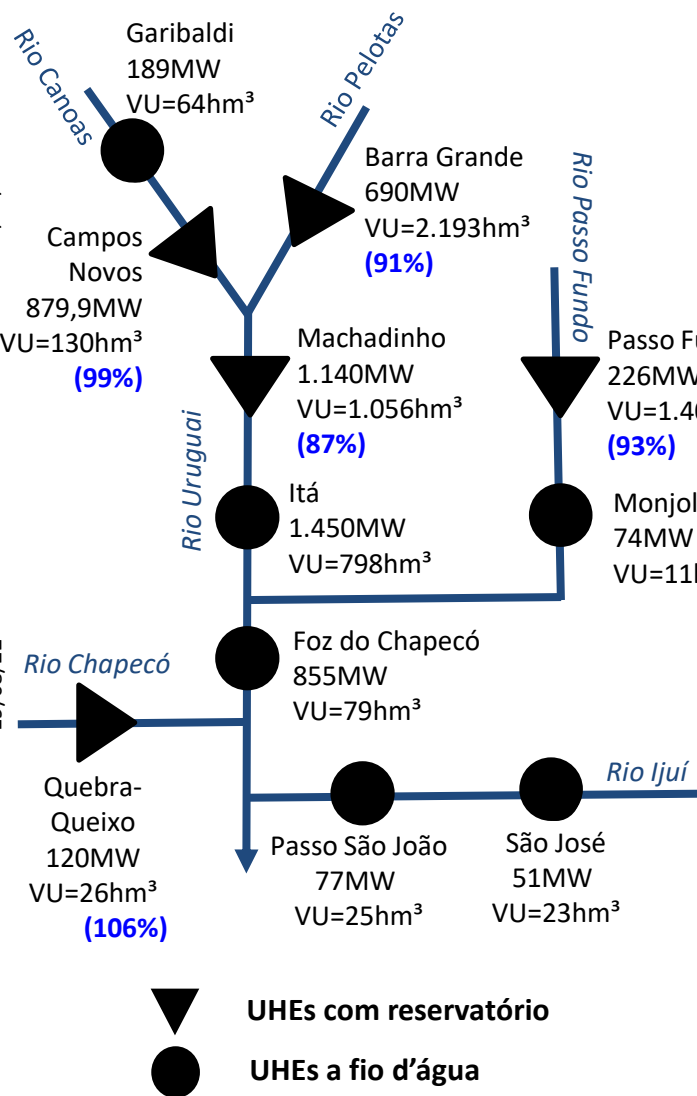 Rio Canoas
Garibaldi
189MW
VU=64hm³
Rio Pelotas
Barra Grande
690MW
VU=2.193hm³
(91%)
Rio Passo Fundo
Campos
Novos
879,9MW
VU=130hm³
(99%)
Machadinho
1.140MW
VU=1.056hm³
(87%)
Passo
226MW
(93%)
Rio Uruguai
Itá
1.450MW
VU=798hm³
74MW
Foz do Chapecó
855MW
VU=79hm³
Rio Chapecó
Quebra-
Queixo
120MW
VU=26hm³
(106%)
Rio Ijuí
Passo São João
77MW
VU=25hm³
São José
51MW
VU=23hm³
UHEs com reservatório
UHEs a fio d'água